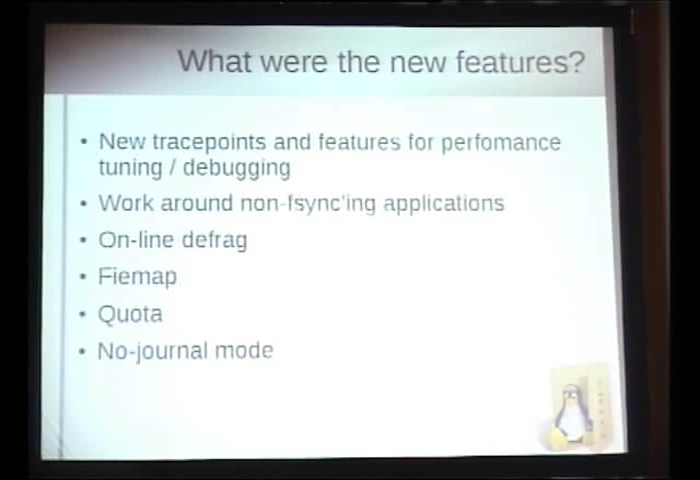 What were the new features?
• New tracepoints and features for perfomance
tuning / debugging
• Work around non-fsync'ing applications
• On-line defrag
• Fiemap
• Quota
• No-journal mode